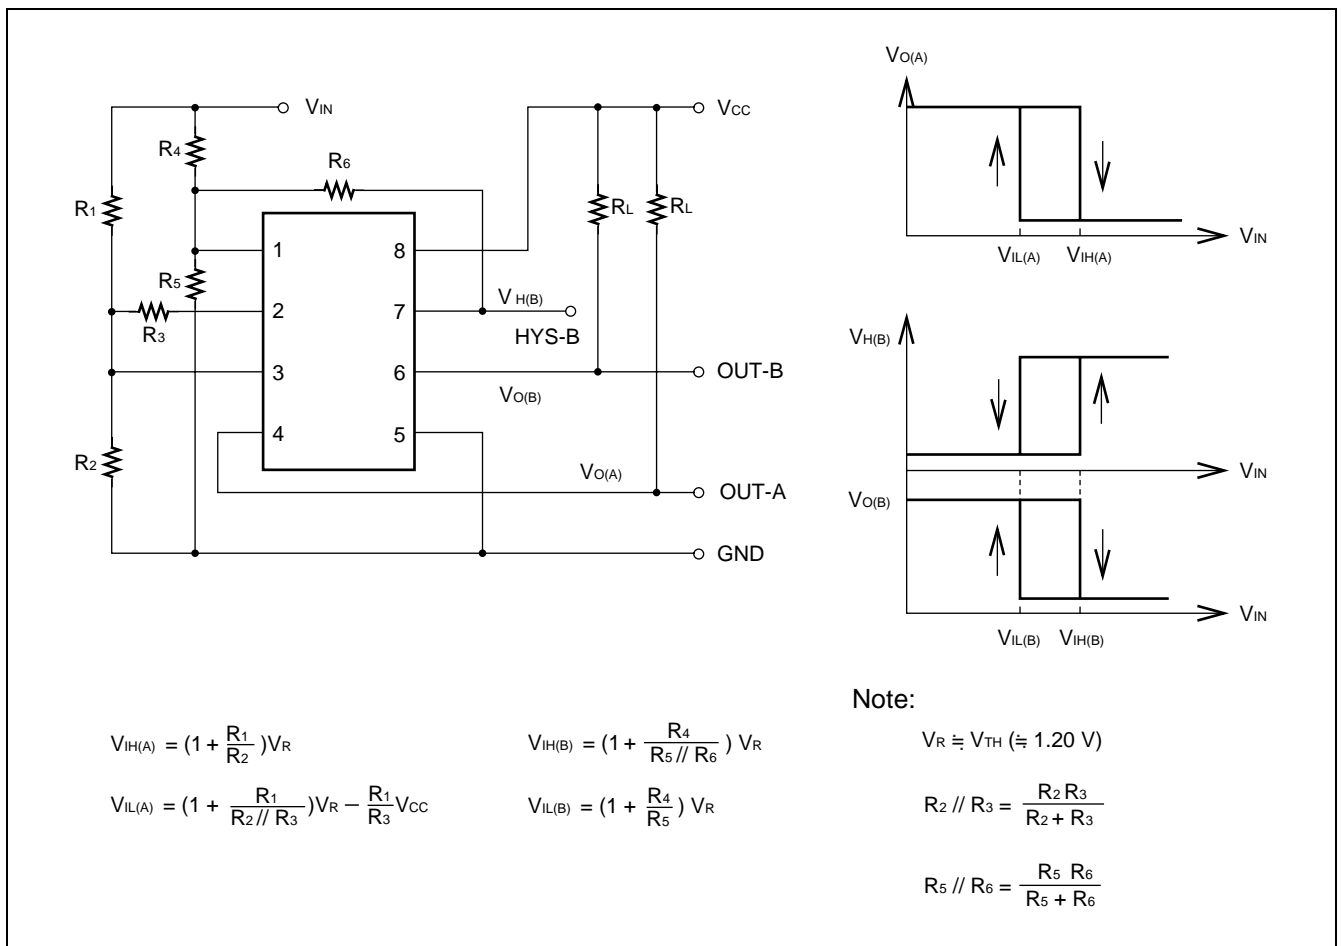 VIN
R4
R6
R1
R5
R3
R2
1
2
3
4
8
7
6
5
VCC
RL
RL
V H(B)
HYS-B
OUT-B
VO(B)
VO(A)
OUT-A
GND
VO(A)
VIN
VIL(A) VIH(A)
VH(B)
VIN
VO(B)
VIN
VIL(B) VIH(B)
VIH(A) = (1 + R1/R2 )VR
VIL(A) = (1 + R1/R2 // R3 )VR − R1/R3 VCC
VIH(B) = (1 + R4/R5 // R6 ) VR
VIL(B) = (1 + R4/R5 ) VR
Note:
VR ≒ VTH (≒ 1.20 V)
R2 // R3 = R2 R3/R2 + R3
R5 // R6 = R5 R6/R5 + R6